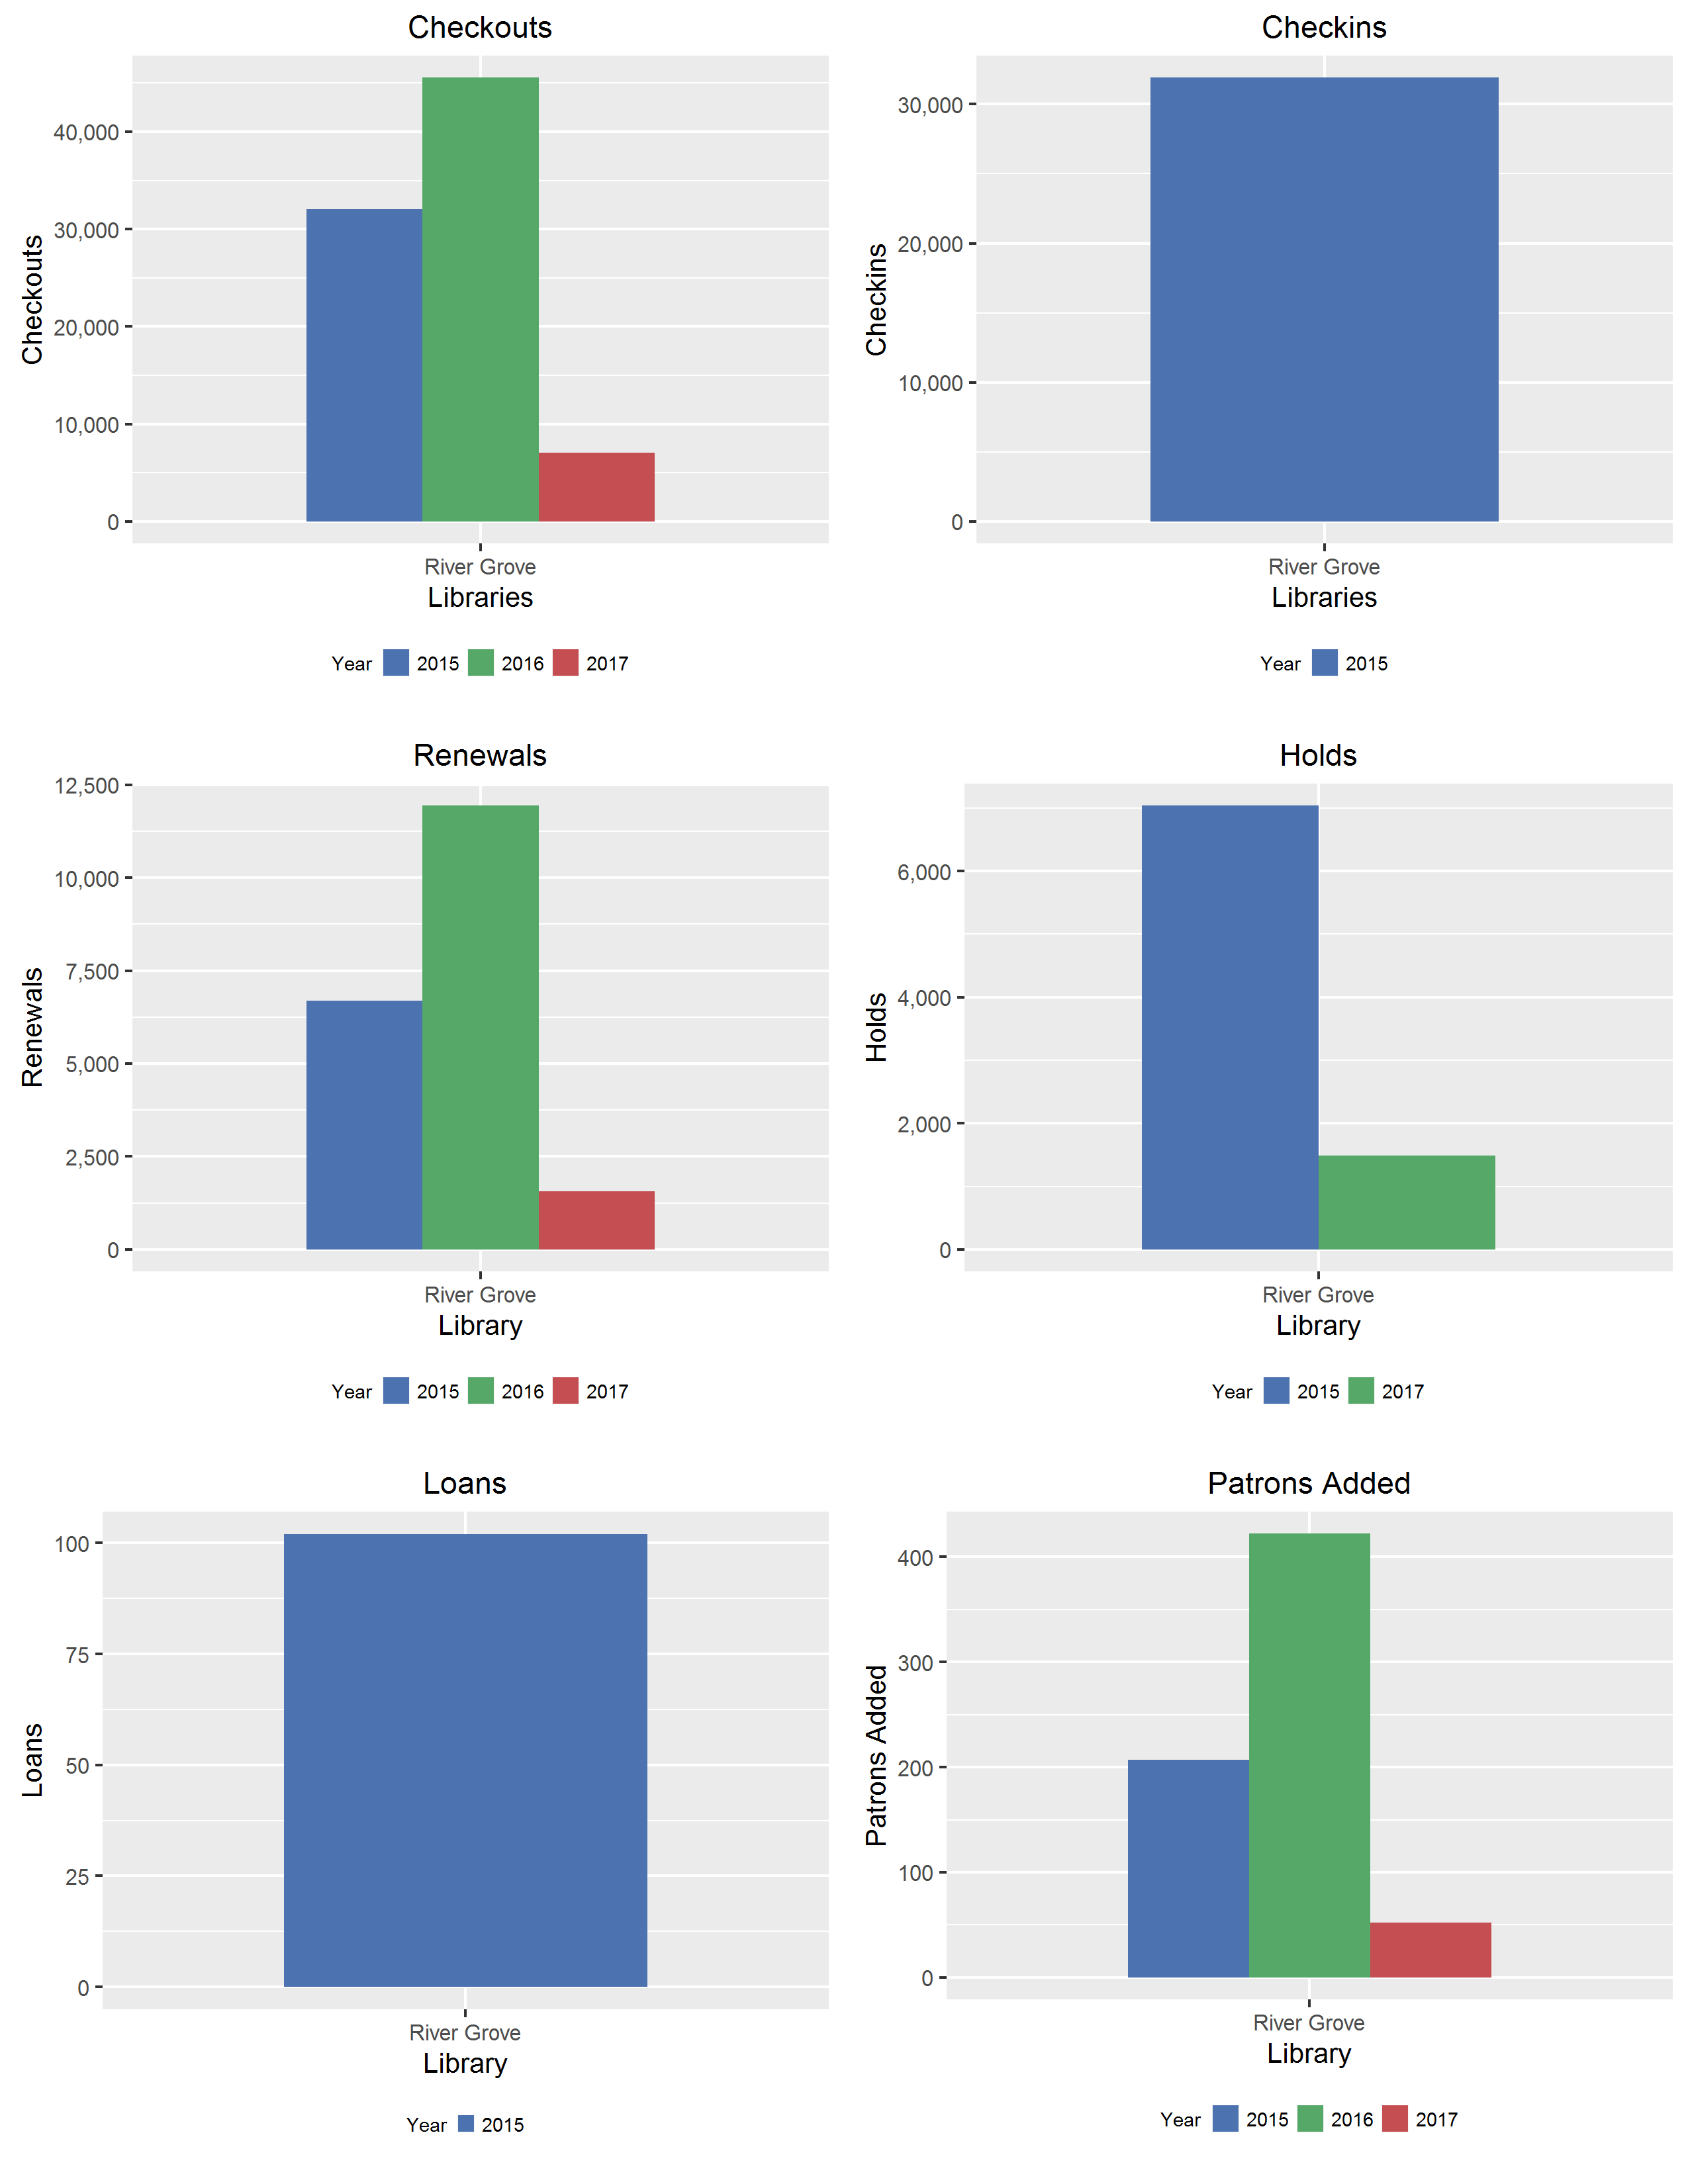 Checkouts
Checkouts
40,000
30,000
20,000
10,000
0
River Grove
Libraries
Year 2015 2016 2017
Checkins
Checkins
30,000
20,000
10,000
0
River Grove
Libraries
Year 2015
Renewals
Renewals
12,500
10,000
7,500
5,000
2,500
0
River Grove
Library
Year 2015 2016 2017
Holds
Holds
6,000
4,000
2,000
0
River Grove
Library
Year 2015 2017
Loans
Loans
100
75
50
25
0
River Grove
Library
Year 2015
Patrons Added
Patrons Added
400
300
200
100
0
River Grove
Library
Year 2015 2016 2017